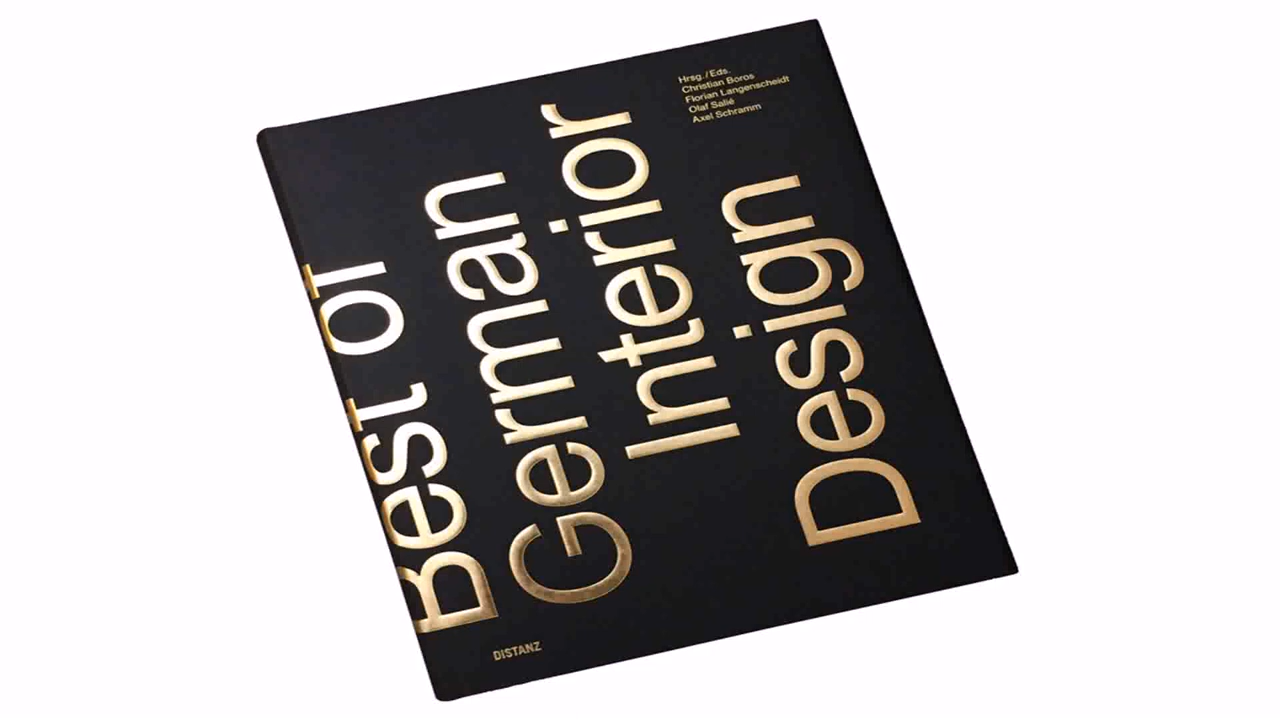 Hrsg. / Eds.
Christian Boros
Florian Langenscheidt
Olaf Salié
Axel Schramm
Best of
German
Interior
Design
DISTANZ